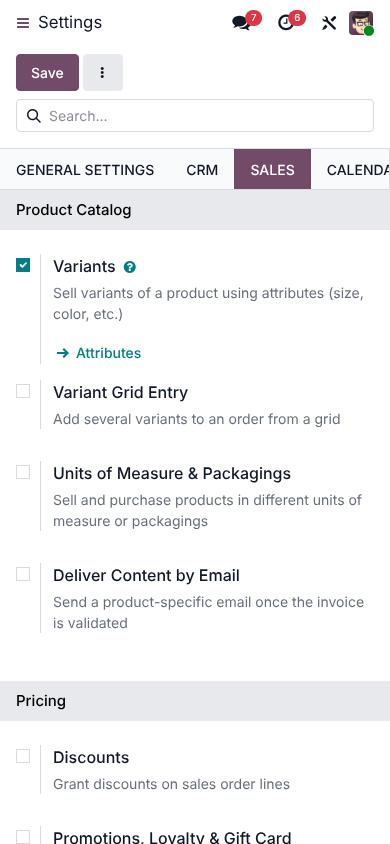 Settings
7
6
Save
Search...
GENERAL SETTINGS
CRM
SALES
CALENDA
Product Catalog
Variants ?
Sell variants of a product using attributes (size,
color, etc.)
Attributes
Variant Grid Entry
Add several variants to an order from a grid
Units of Measure & Packagings
Sell and purchase products in different units of
measure or packagings
Deliver Content by Email
Send a product-specific email once the invoice
is validated
Pricing
Discounts
Grant discounts on sales order lines
Promotions, Loyalty & Gift Card